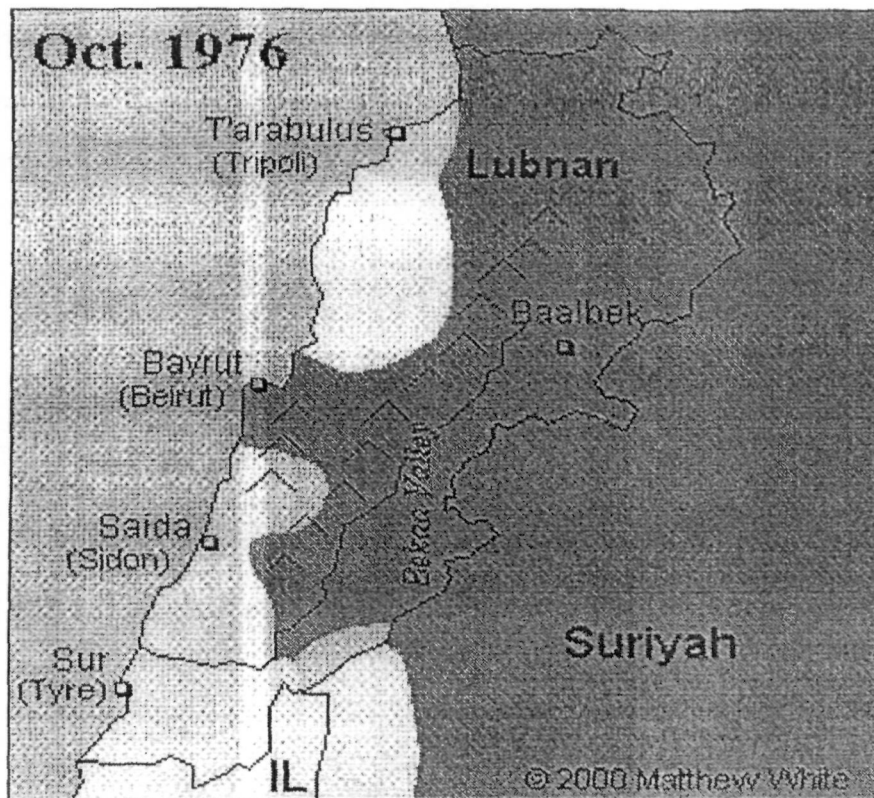 Oct. 1976
T'arabulus
(Tripoli)
Lubnan
Baalbek
Bayrut
(Beirut)
Bekaa Valley
Saida
(Sidon)
Suriyah
Sur
(Tyre)
IL
© 2000 Matthew White